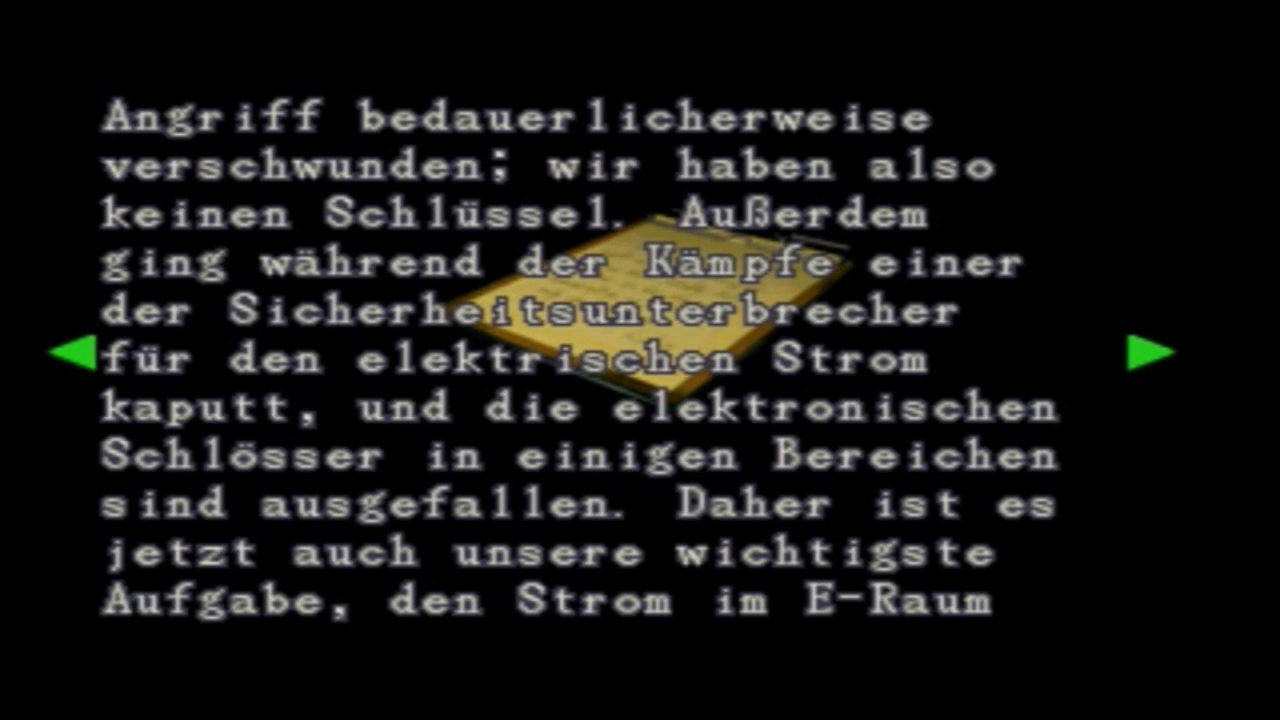 Angriff bedauerlicherweise
verschwunden; wir haben also
keinen Schlüssel. Außerdem
ging während der Kämpfe einer
der Sicherheitsunterbrecher
für den elektrischen Strom
kaputt, und die elektronischen
Schlösser in einigen Bereichen
sind ausgefallen. Daher ist es
jetzt auch unsere wichtigste
Aufgabe, den Strom im E-Raum